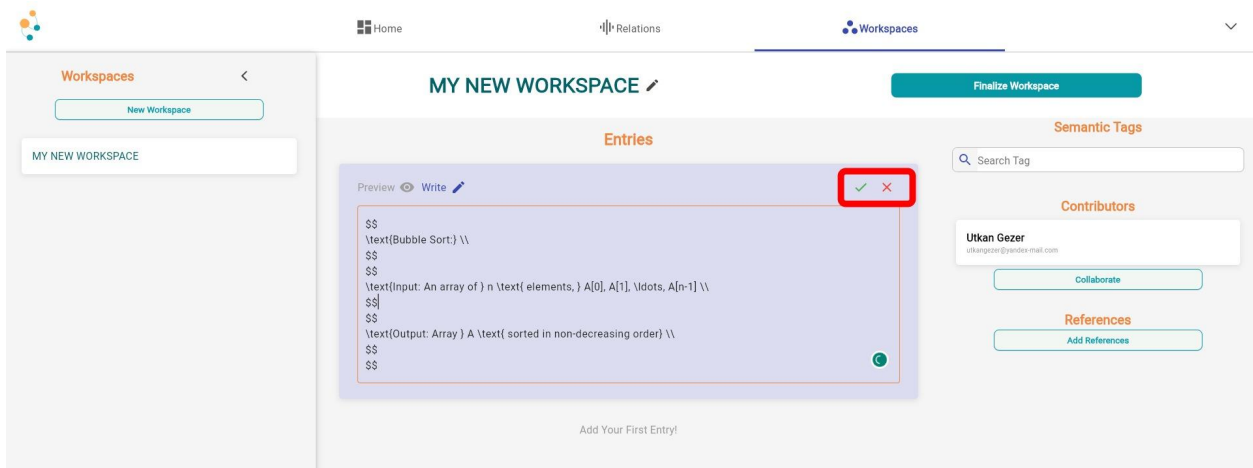 Home
Relations
Workspaces
Workspaces
New Workspace
MY NEW WORKSPACE
MY NEW WORKSPACE
Finalize Workspace
Entries
Preview
Write
$$
\text{Bubble Sort:} \\
$$
$$
\text{Input: An array of } n \text{ elements, } A[0], A[1], \ldots, A[n-1] \\
$$
$$
\text{Output: Array } A \text{ sorted in non-decreasing order} \\
$$
$$
Add Your First Entry!
Semantic Tags
Search Tag
Contributors
Utkan Gezer
utkangezer@yandex-mail.com
Collaborate
References
Add References